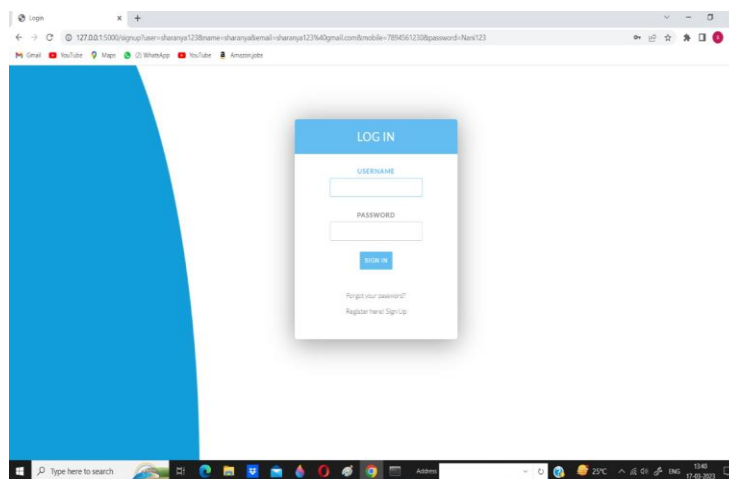 Login
127.0.0.1:5000/signup?user=sharanya123&name=sharanya&email=sharanya123%40gmail.com&mobile=7894561230&password=Nani123
Gmail YouTube Maps (2) WhatsApp YouTube Amazon.jobs
LOG IN
USERNAME
PASSWORD
SIGN IN
Forgot your password?
Register here! Sign Up
Type here to search Address 25°C ENG 13:40
17-03-2023